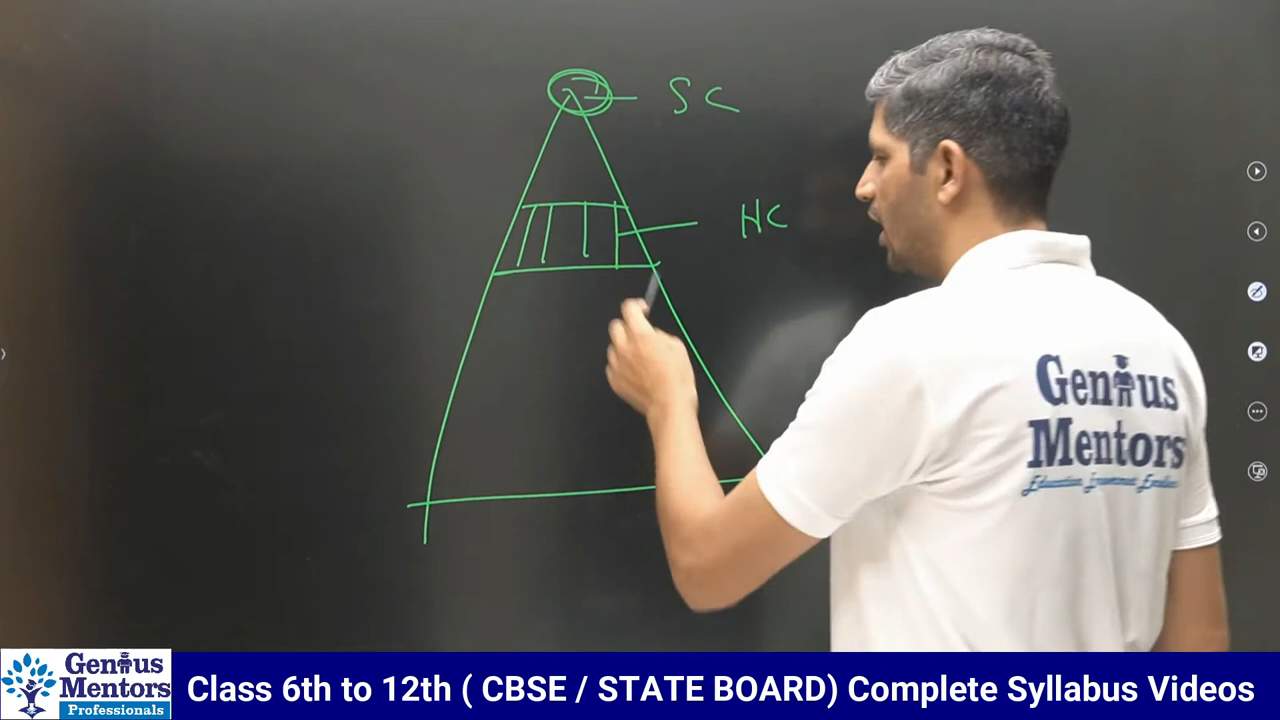 SC
HC
Genius
Mentors
Genius
Mentors
Professionals
Class 6th to 12th ( CBSE / STATE BOARD) Complete Syllabus Videos